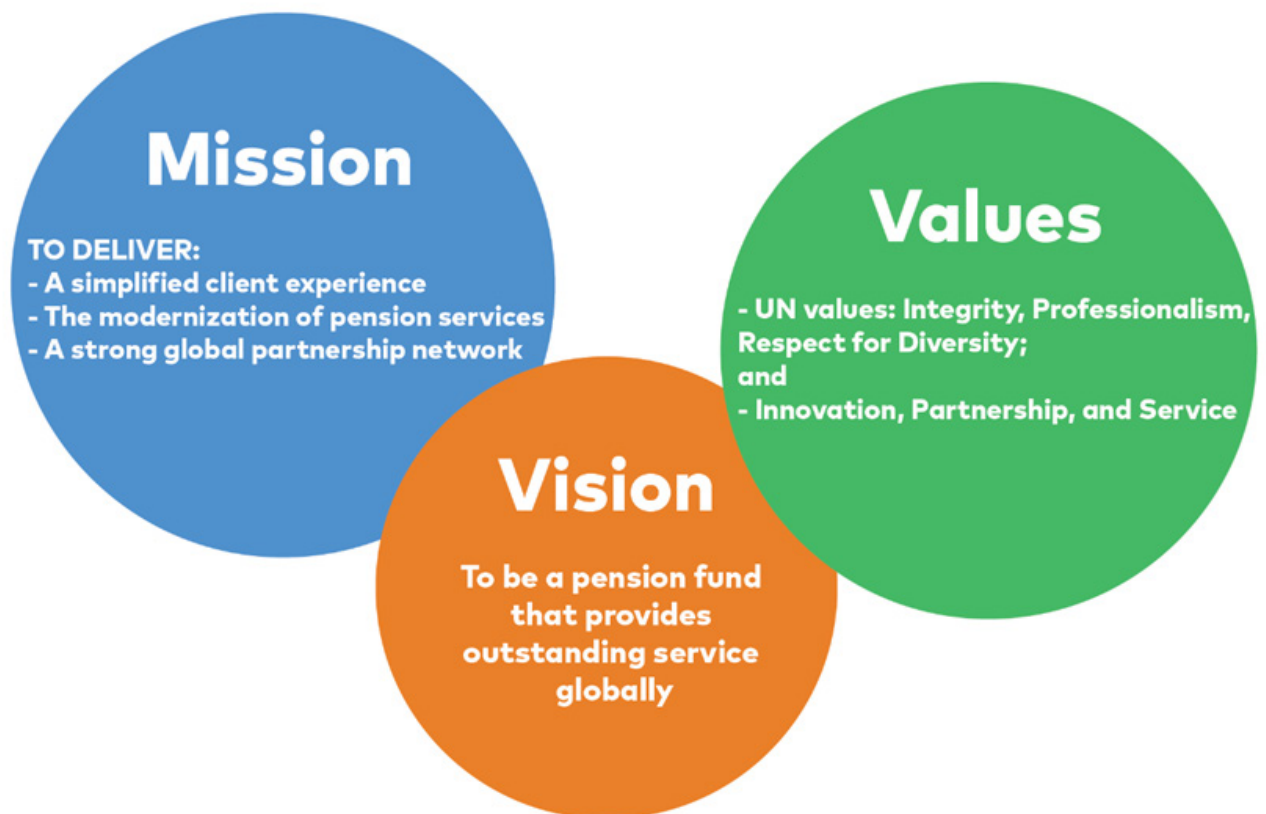 Mission
TO DELIVER:
- A simplified client experience
- The modernization of pension services
- A strong global partnership network
Vision
To be a pension fund
that provides
outstanding service
globally
Values
- UN values: Integrity, Professionalism,
Respect for Diversity;
and
- Innovation, Partnership, and Service